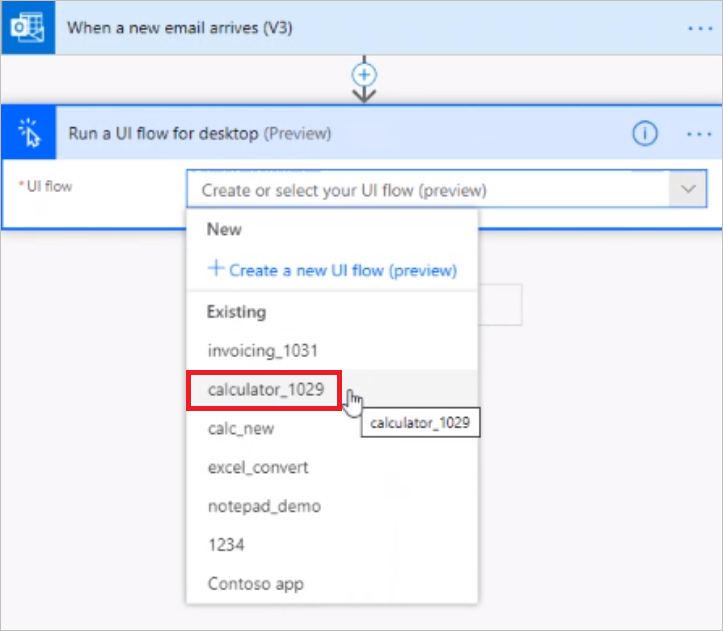 When a new email arrives (V3)
Run a UI flow for desktop (Preview)
* UI flow
Create or select your UI flow (preview)
New
+ Create a new UI flow (preview)
Existing
invoicing_1031
calculator_1029
calculator_1029
calc_new
excel_convert
notepad_demo
1234
Contoso app